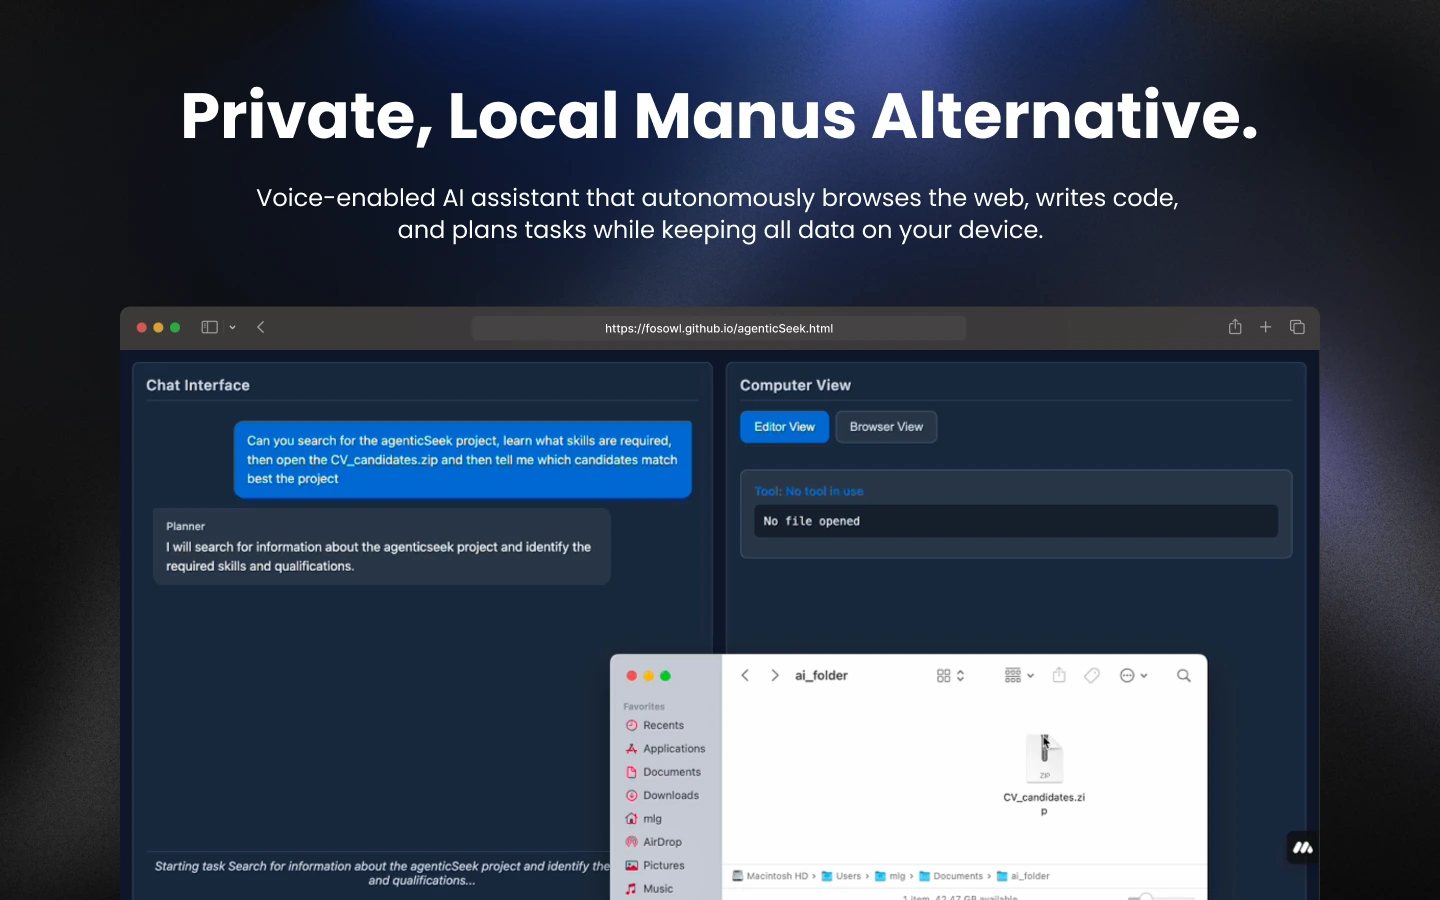 Private, Local Manus Alternative.
Voice-enabled AI assistant that autonomously browses the web, writes code,
and plans tasks while keeping all data on your device.
https://fosowl.github.io/agenticSeek.html
Chat Interface
Can you search for the agenticSeek project, learn what skills are required,
then open the CV_candidates.zip and then tell me which candidates match
best the project
Planner
I will search for information about the agenticseek project and identify the
required skills and qualifications.
Starting task Search for information about the agenticSeek project and identify the
and qualifications...
Computer View
Editor View
Browser View
Tool: No tool in use
No file opened
ai_folder
Favorites
Recents
Applications
Documents
Downloads
mlg
AirDrop
Pictures
Music
ZIP
CV_candidates.zi
p
Macintosh HD › Users › mlg › Documents › ai_folder
1 item, 42.47 GB available